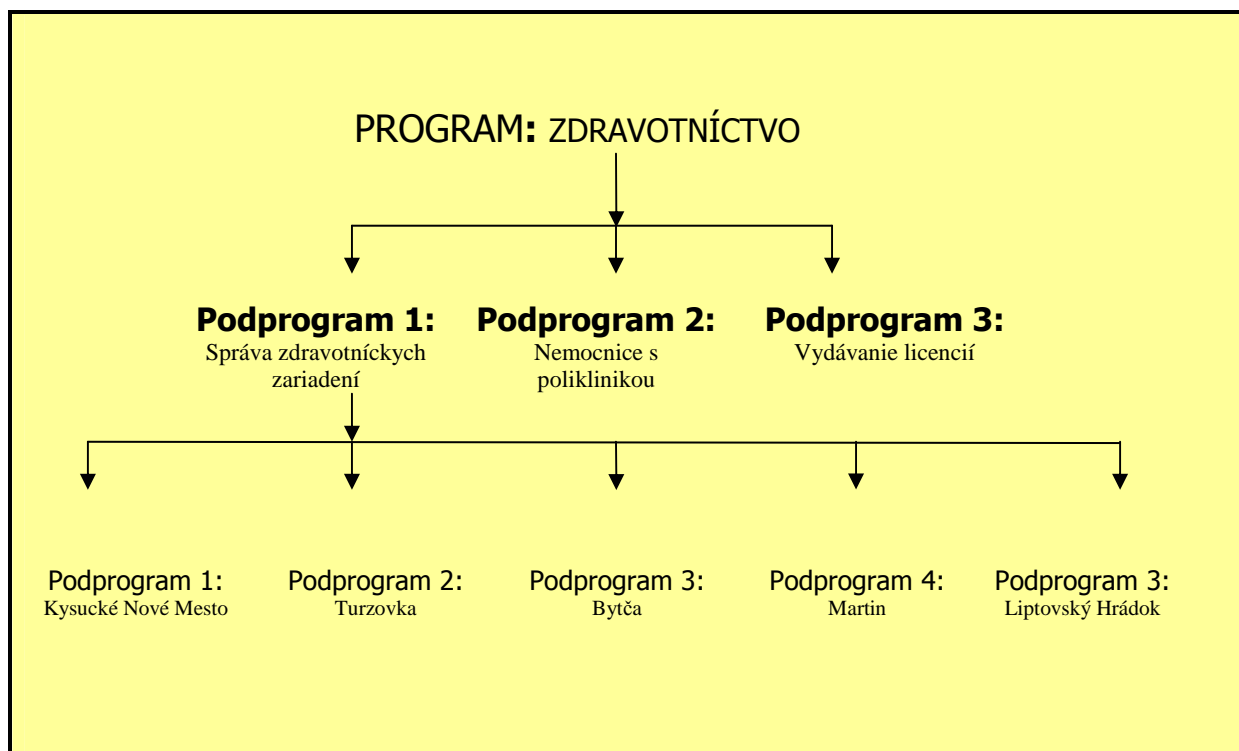 PROGRAM: ZDRAVOTNÍCTVO
Podprogram 1:
Správa zdravotníckych
zariadení
Podprogram 2:
Nemocnice s
poliklinikou
Podprogram 3:
Vydávanie licencií
Podprogram 1:
Kysucké Nové Mesto
Podprogram 2:
Turzovka
Podprogram 3:
Bytča
Podprogram 4:
Martin
Podprogram 3:
Liptovský Hrádok